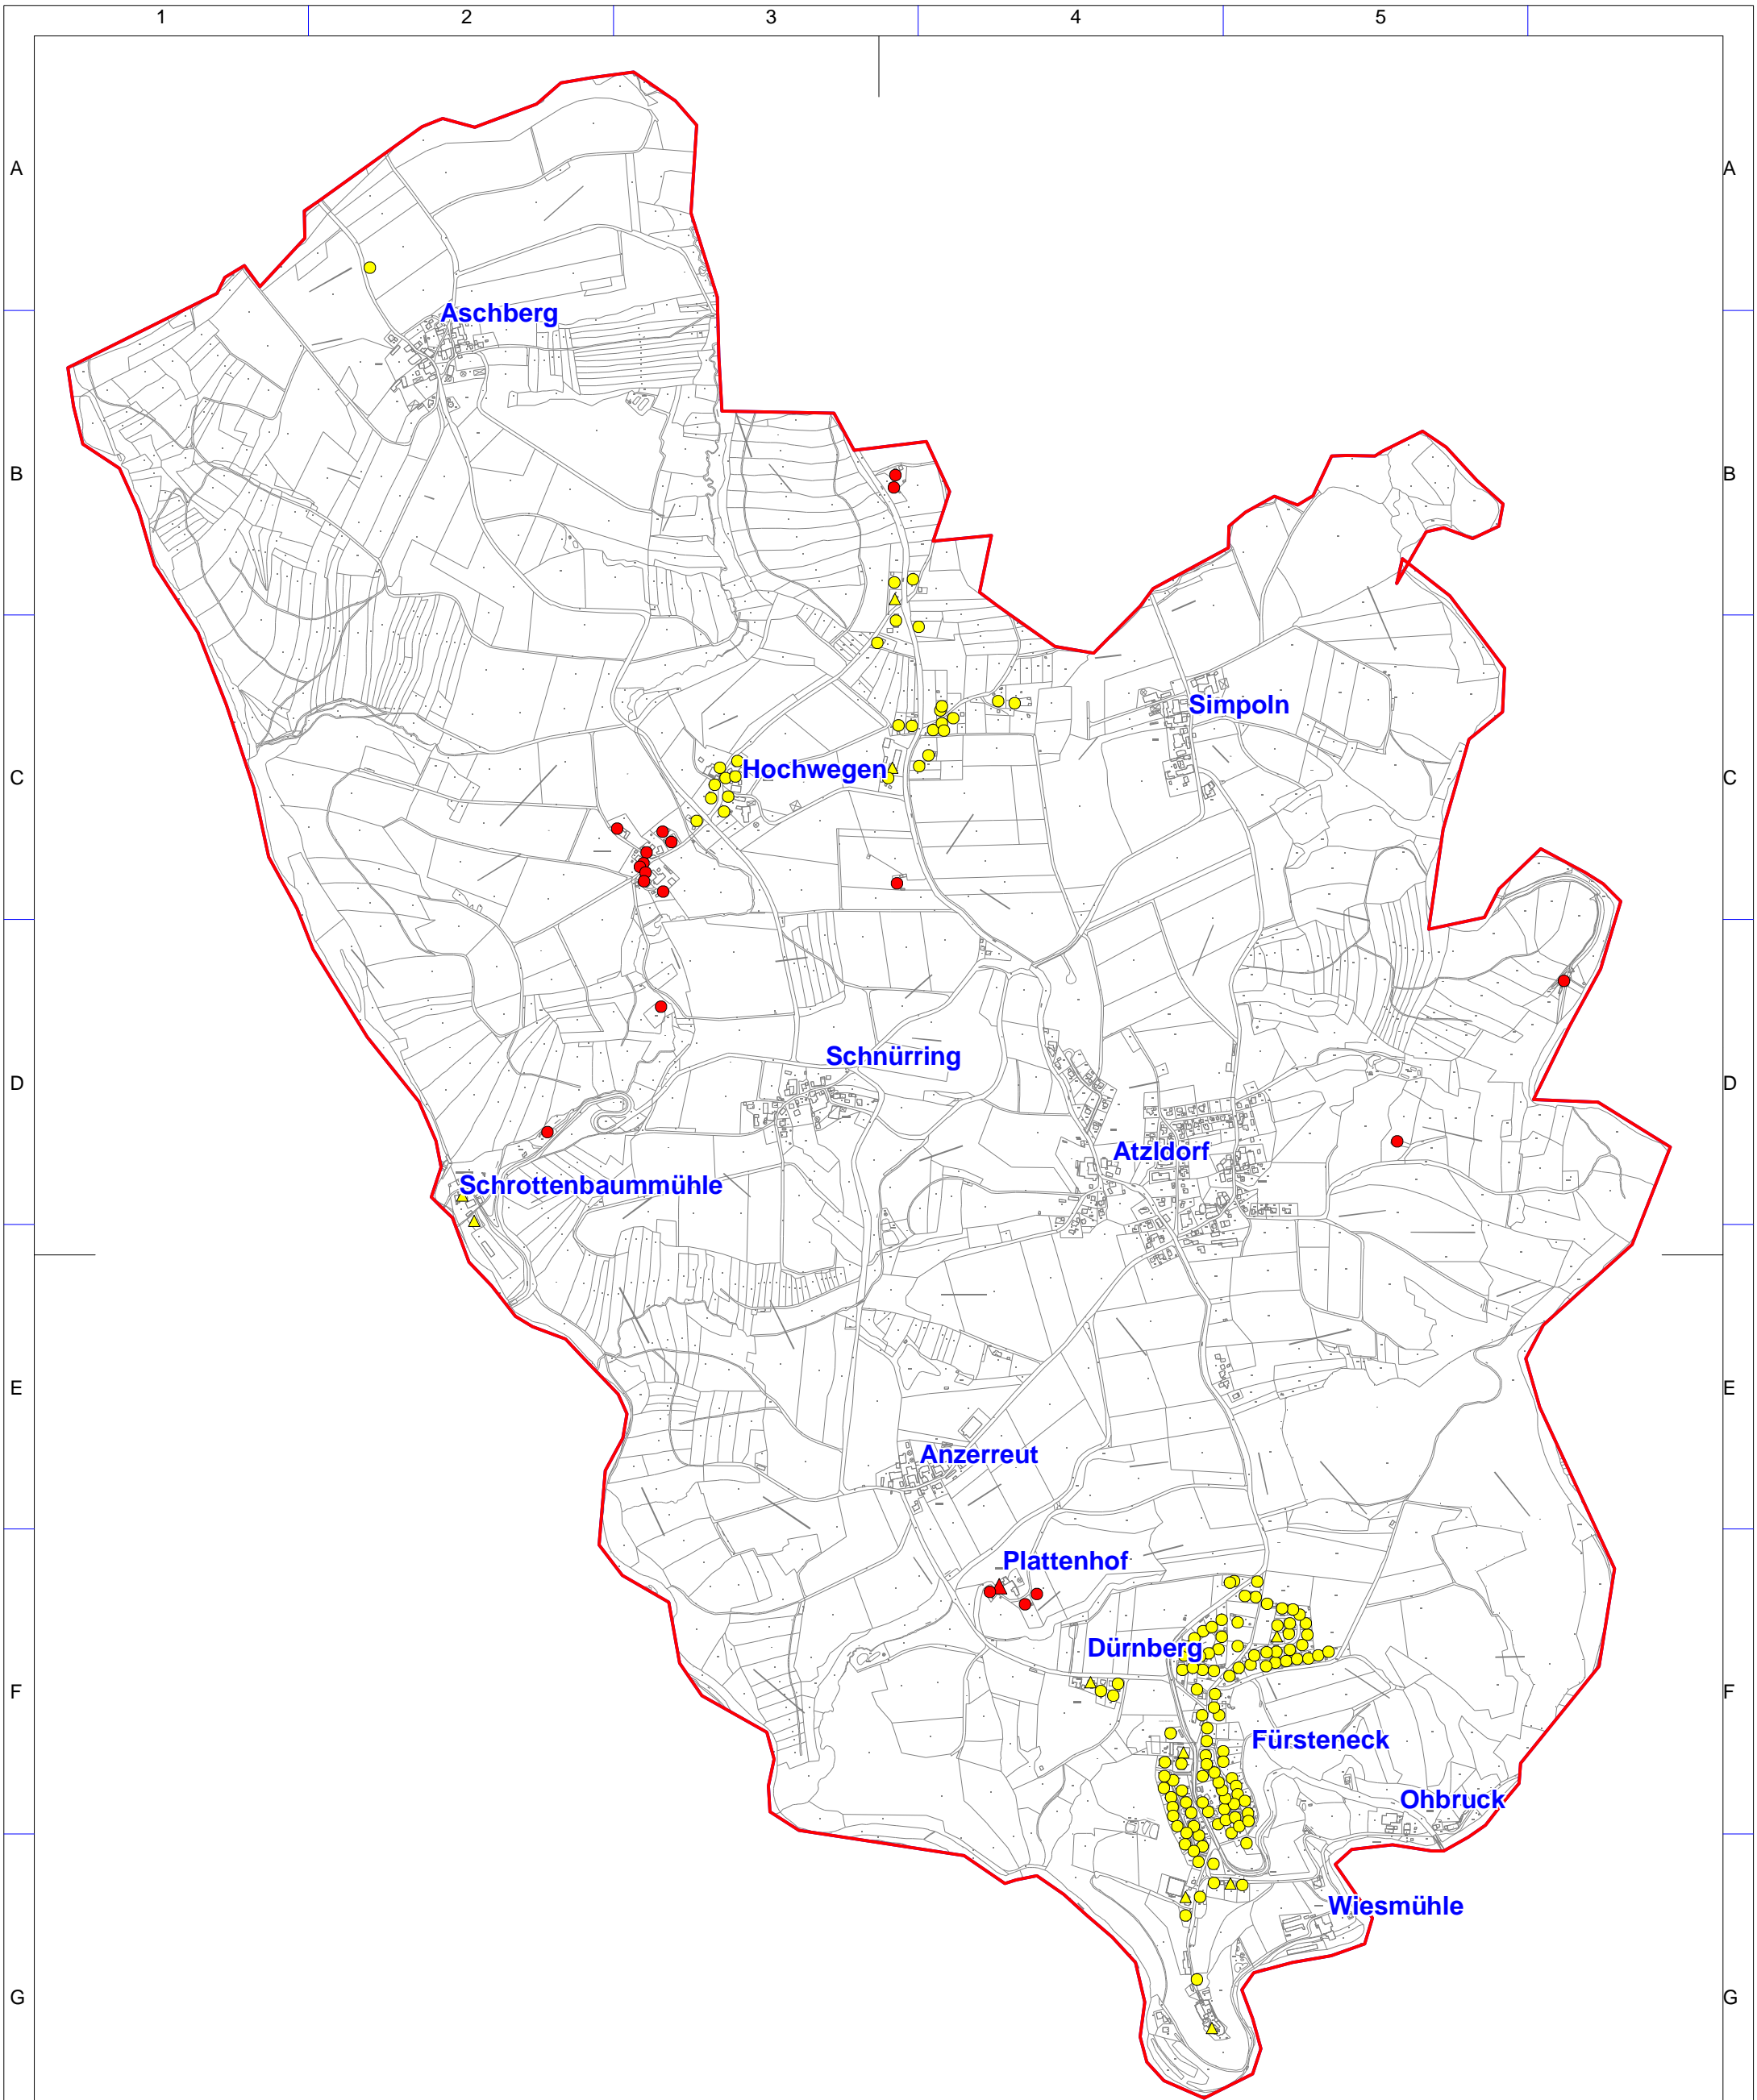 1 2 3 4 5
A A
Aschberg
B B
Simpoln
Hochwegen
C C
Schnürring
D D
Atzldorf
Schrottenbaummühle
E E
Anzerreut
Plattenhof
Dürnberg
F F
Fürsteneck
Ohbruck
Wiesmühle
G G